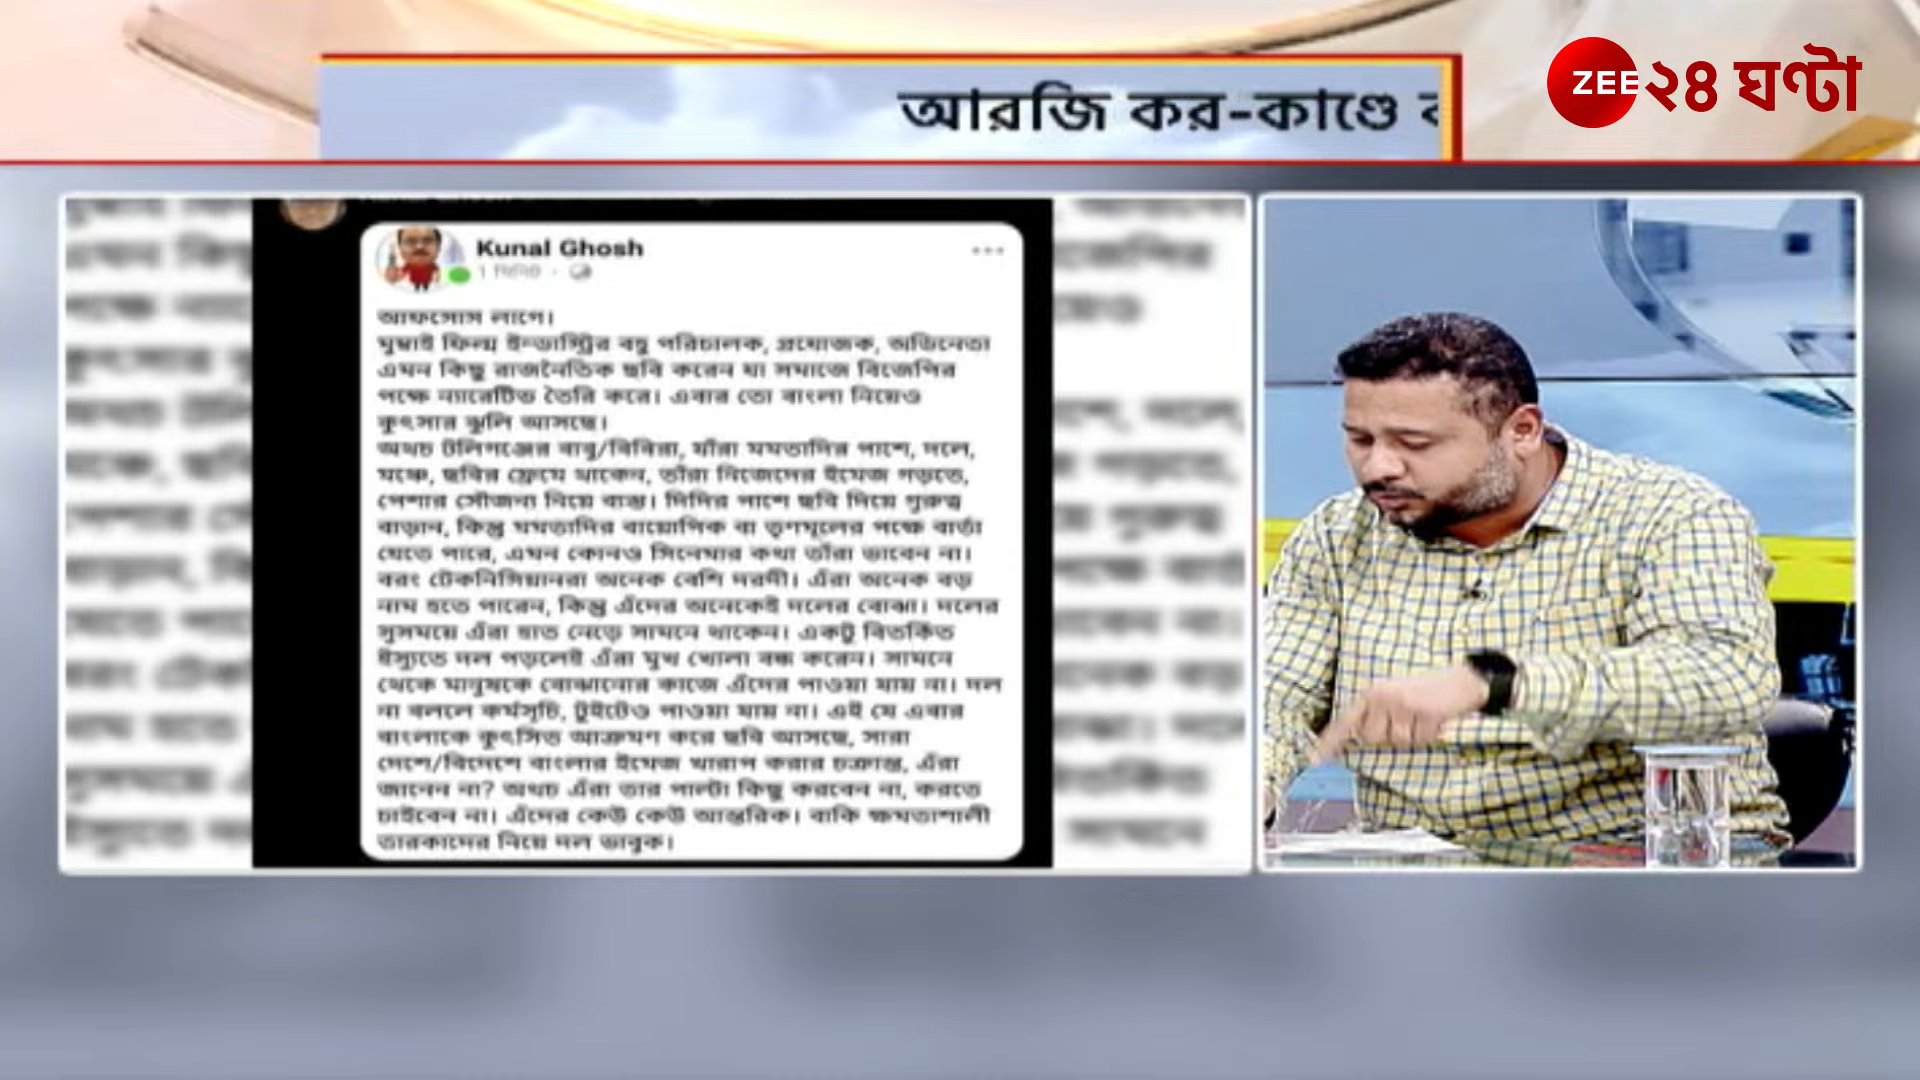 আরজি কর-কাণ্ডে
ZEE ২৪ ঘণ্টা
Kunal Ghosh
1 মিনিট
আফসোস লাগে।
মুম্বাই ফিল্ম ইন্ডাস্ট্রির বহু পরিচালক, প্রযোজক, অভিনেতা
এমন কিছু রাজনৈতিক ছবি করেন যা সমাজে বিজেপির
পক্ষে ন্যারেটিভ তৈরি করে। এবার তো বাংলা নিয়েও
কুৎসার ঝুলি আসছে।
অথচ টলিগঞ্জের বাবু/বিবিরা, যাঁরা মমতাদির পাশে, দলে,
মঞ্চে, ছবির ফ্রেমে থাকেন, তাঁরা নিজেদের ইমেজ গড়তে,
পেশার সৌজন্য নিয়ে ব্যস্ত। দিদির পাশে ছবি দিয়ে গুরুত্ব
বাড়ান, কিন্তু মমতাদির বায়োপিক বা তৃণমূলের পক্ষে বার্তা
যেতে পারে, এমন কোনও সিনেমার কথা তাঁরা ভাবেন না।
বরং টেকনিসিয়ানরা অনেক বেশি দরদী। এঁরা অনেক বড়
নাম হতে পারেন, কিন্তু এঁদের অনেকেই দলের বোঝা। দলের
সুসময়ে এঁরা হাত নেড়ে সামনে থাকেন। একটু বিতর্কিত
ইস্যুতে দল পড়লেই এঁরা মুখ খোলা বন্ধ করেন। সামনে
থেকে মানুষকে বোঝানোর কাজে এঁদের পাওয়া যায় না। দল
না বললে কর্মসূচি, টুইটেও পাওয়া যায় না। এই যে এবার
বাংলাকে কুৎসিত আক্রমণ করে ছবি আসছে, সারা
দেশে/বিদেশে বাংলার ইমেজ খারাপ করার চক্রান্ত, এঁরা
জানেন না? অথচ এঁরা তার পাল্টা কিছু করবেন না, করতে
চাইবেন না। এঁদের কেউ কেউ আন্তরিক। বাকি ক্ষমতাশালী
তারকাদের নিয়ে দল ভাবুক।